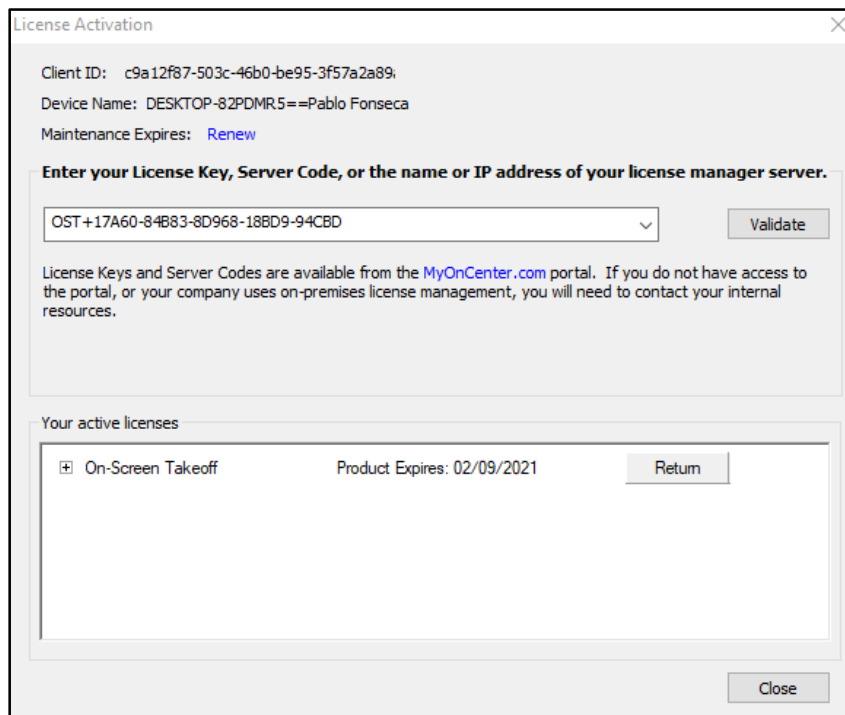 License Activation
Client ID: c9a12f87-503c-46b0-be95-3f57a2a89
Device Name: DESKTOP-82PDMR5==Pablo Fonseca
Maintenance Expires: Renew
Enter your License Key, Server Code, or the name or IP address of your license manager server.
OST+17A60-84B83-8D968-18BD9-94CBD
Validate
License Keys and Server Codes are available from the MyOnCenter.com portal. If you do not have access to
the portal, or your company uses on-premises license management, you will need to contact your internal
resources.
Your active licenses
On-Screen Takeoff Product Expires: 02/09/2021 Return
Close